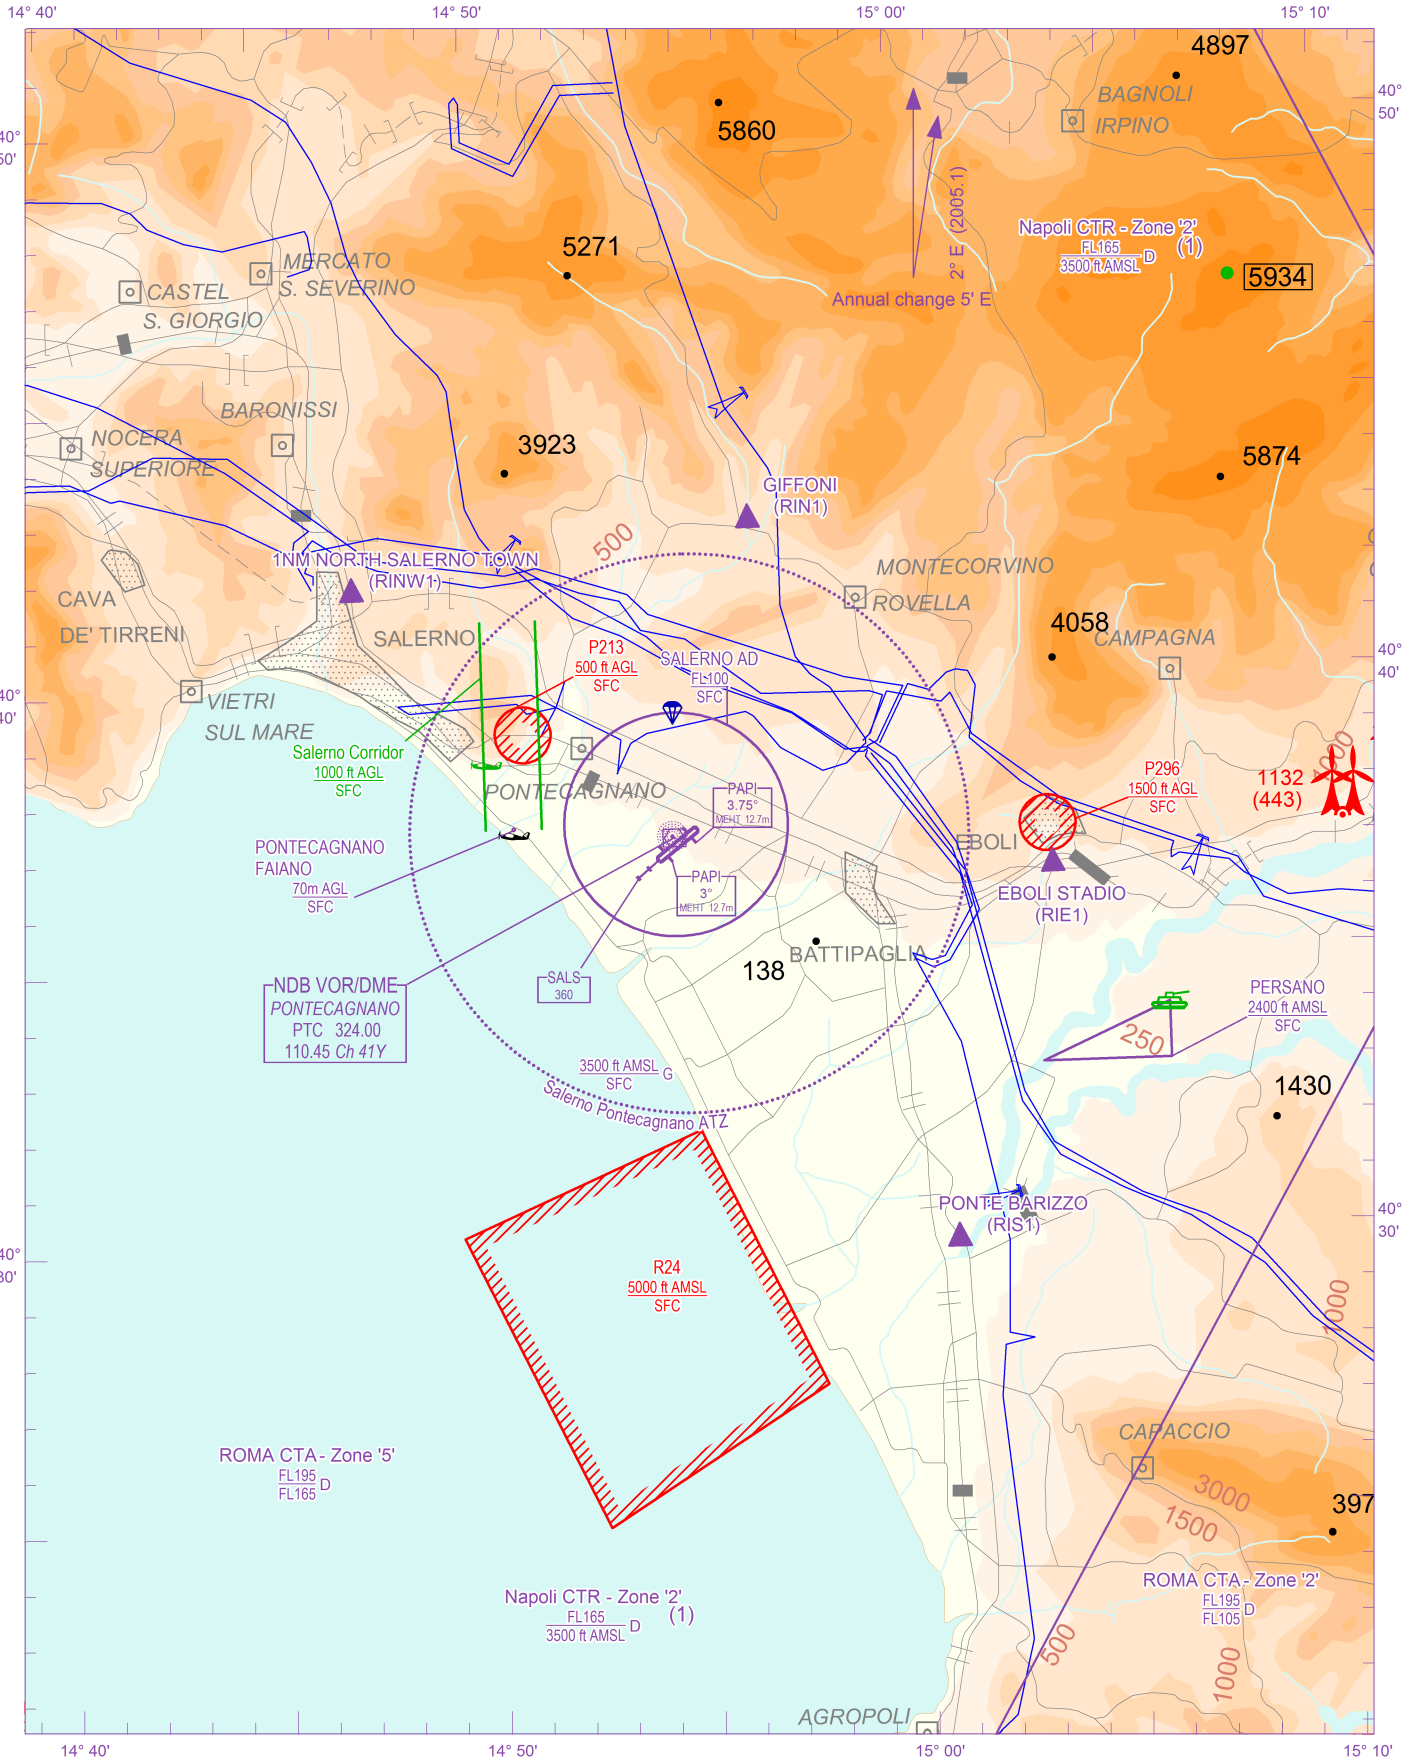 14° 40'
14° 50'
15° 00'
15° 10'
4897
40°
50'
BAGNOLI
IRPINO
5860
40°
50'
2° E (2005.1)
Annual change 5' E
Napoli CTR - Zone '2'
FL165
3500 ft AMSL
D
(1)
5934
5271
MERCATO
S. SEVERINO
CASTEL
S. GIORGIO
BARONISSI
NOCERA
SUPERIORE
3923
5874
GIFFONI
(RIN1)
500
1NM NORTH SALERNO TOWN
(RINW1)
MONTECORVINO
ROVELLA
CAVA
DE' TIRRENI
SALERNO
4058
CAMPAGNA
P213
500 ft AGL
SFC
SALERNO AD
FL100
SFC
40°
40'
40°
40'
VIETRI
SUL MARE
Salerno Corridor
1000 ft AGL
SFC
1000
P296
1500 ft AGL
SFC
1132
(443)
PONTECAGNANO
PAPI
3.75°
MEHT 12.7m
EBOLI
PONTECAGNANO
FAIANO
70m AGL
SFC
PAPI
3°
MEHT 12.7m
EBOLI STADIO
(RIE1)
138
BATTIPAGLIA
SALS
360
NDB VOR/DME
PONTECAGNANO
PTC 324.00
110.45 Ch 41Y
PERSANO
2400 ft AMSL
SFC
250
3500 ft AMSL
SFC
G
Salerno Pontecagnano ATZ
1430
PONTE BARIZZO
(RIS1)
40°
30'
40°
30'
R24
5000 ft AMSL
SFC
1000
CAPACCIO
ROMA CTA - Zone '5'
FL195
FL165
D
3000
1500
397
ROMA CTA - Zone '2'
FL195
FL105
D
Napoli CTR - Zone '2'
FL165
3500 ft AMSL
D
(1)
500
1000
AGROPOLI
14° 40'
14° 50'
15° 00'
15° 10'